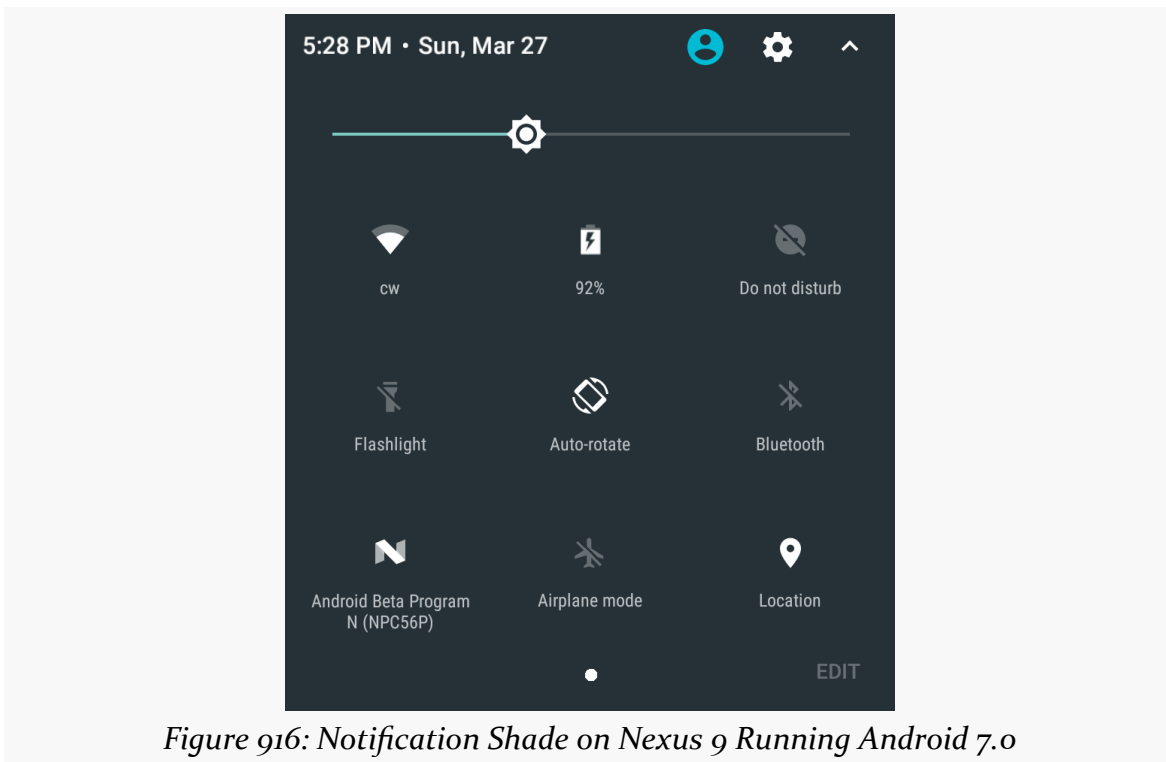 5:28 PM • Sun, Mar 27
cw
92%
Do not disturb
Flashlight
Auto-rotate
Bluetooth
Android Beta Program
N (NPC56P)
Airplane mode
Location
EDIT
Figure 916: Notification Shade on Nexus 9 Running Android 7.0